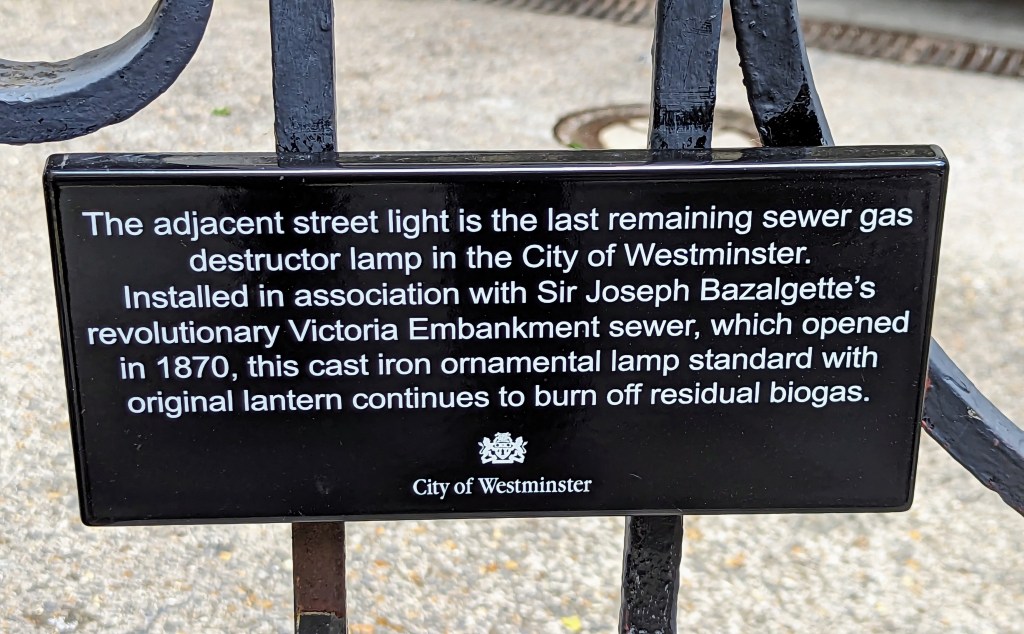 The adjacent street light is the last remaining sewer gas
destructor lamp in the City of Westminster.
Installed in association with Sir Joseph Bazalgette’s
revolutionary Victoria Embankment sewer, which opened
in 1870, this cast iron ornamental lamp standard with
original lantern continues to burn off residual biogas.
City of Westminster